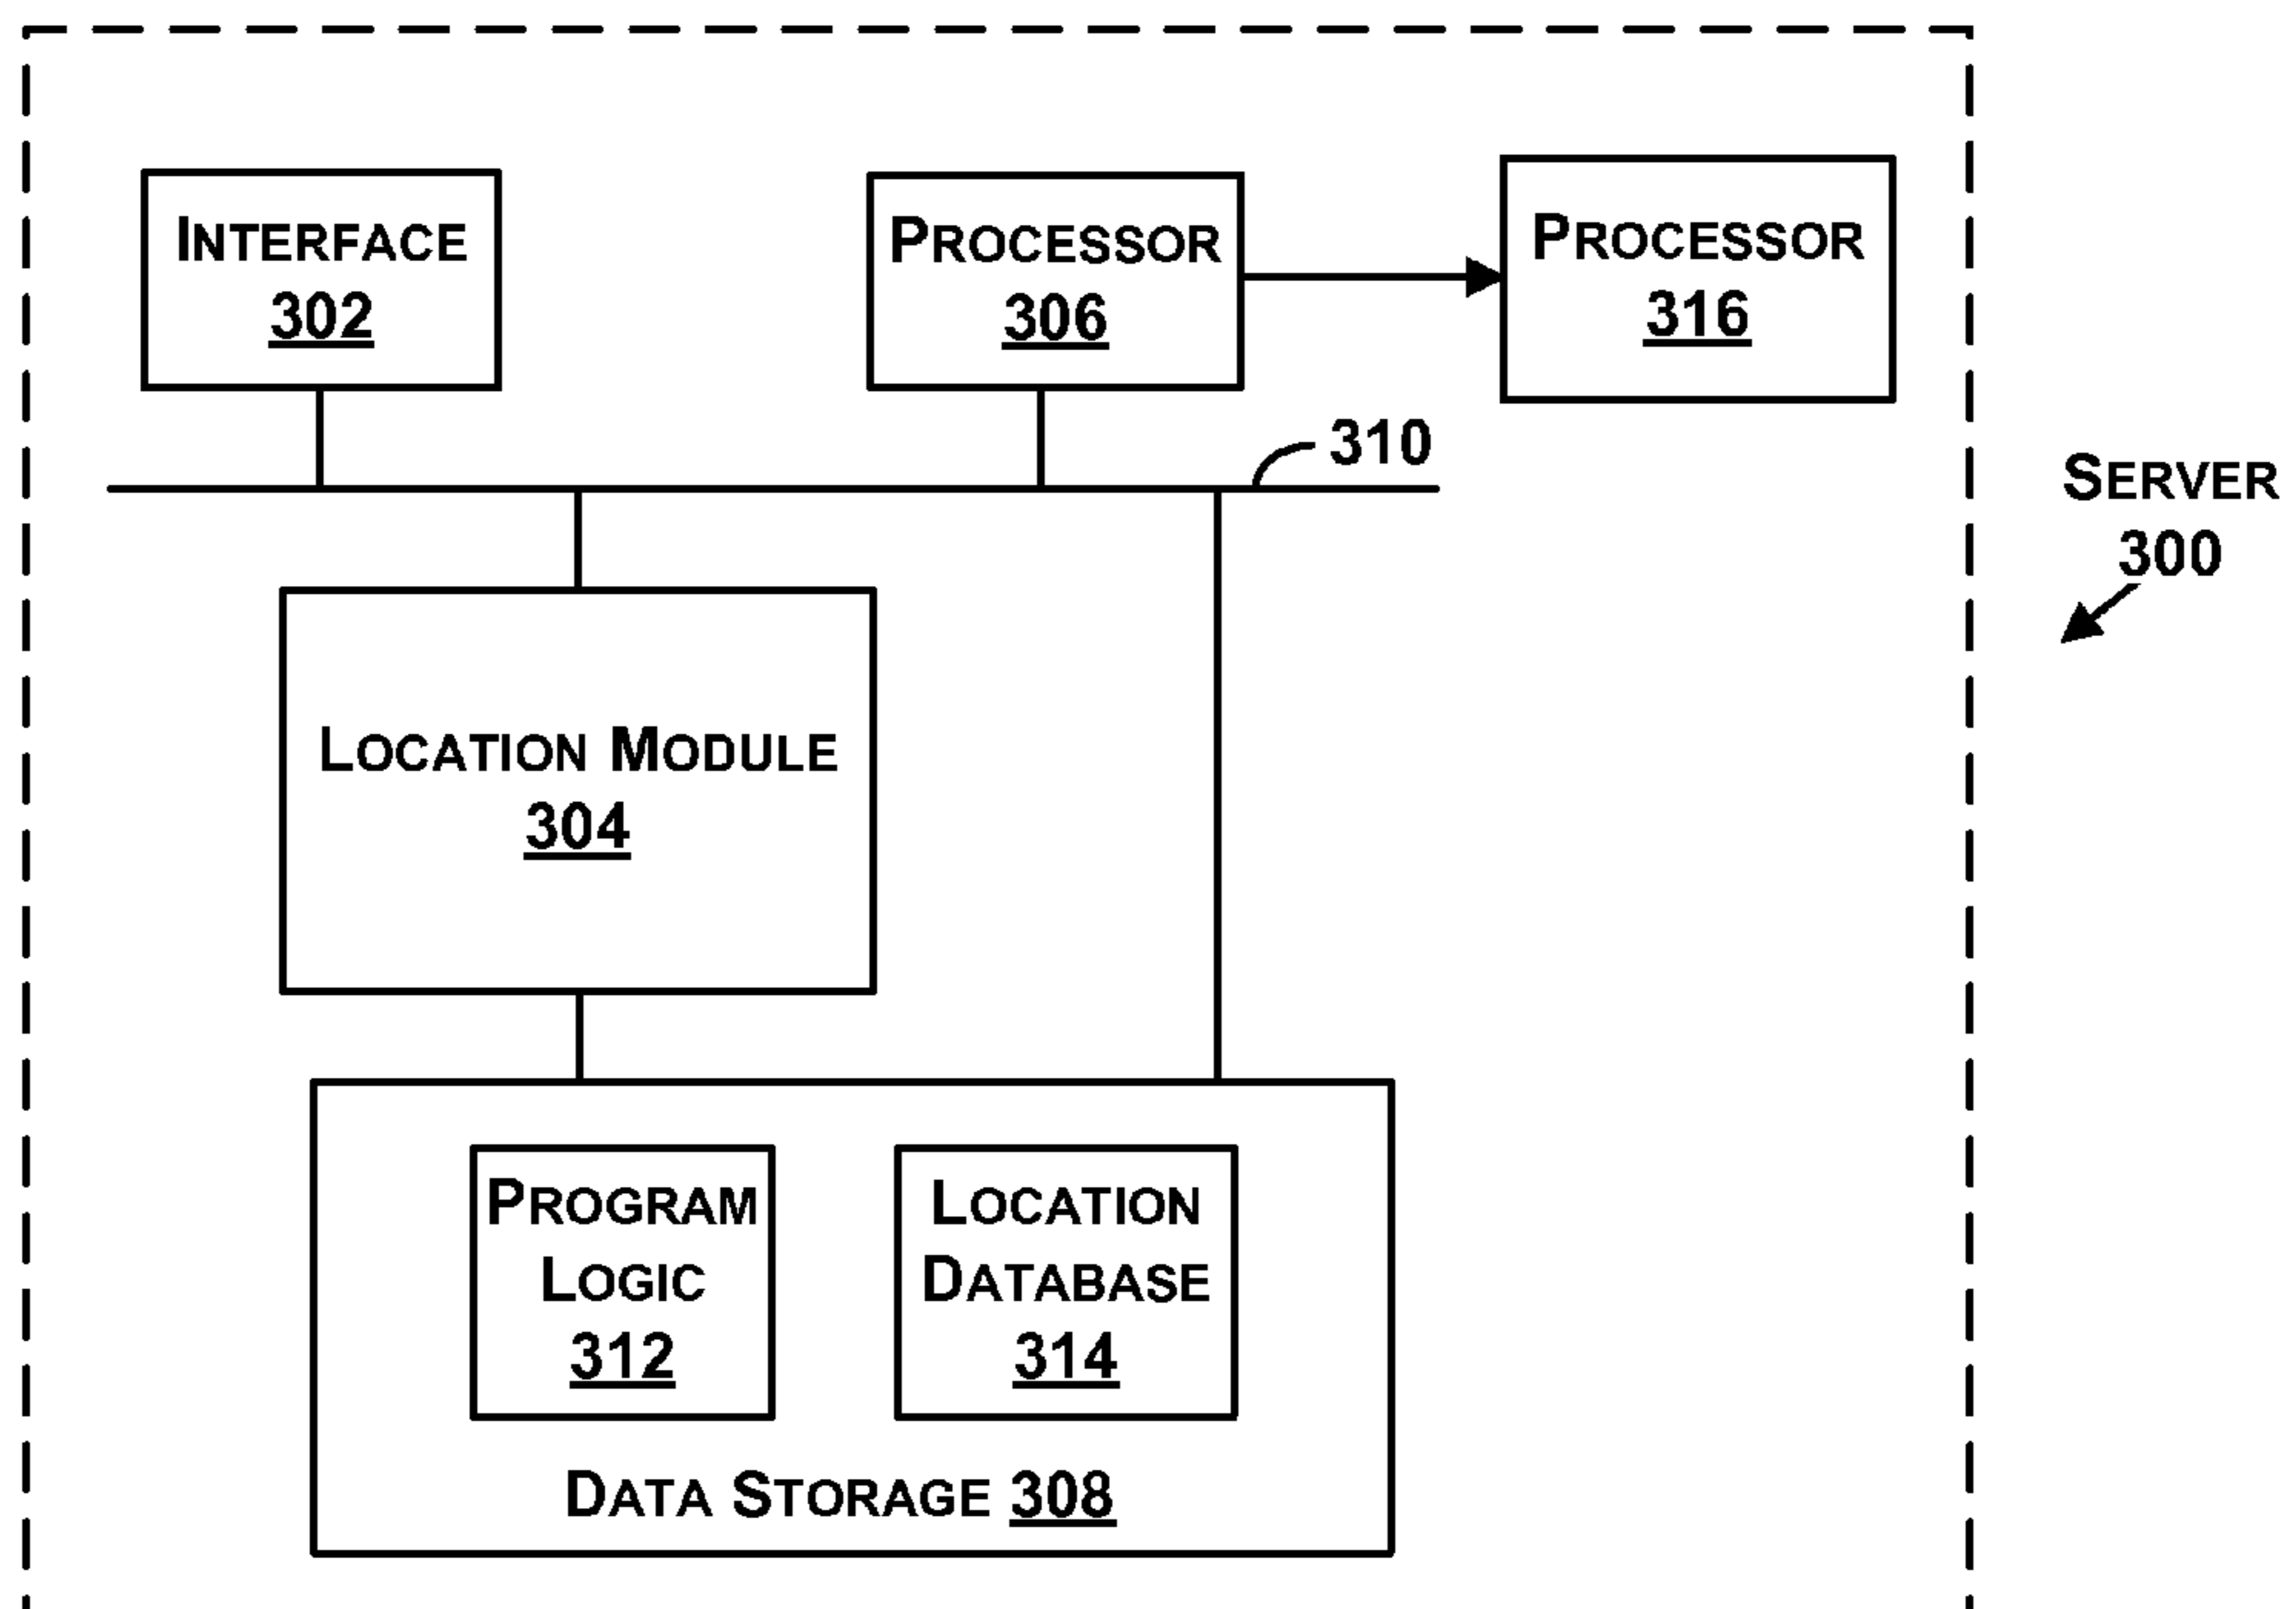 INTERFACE
302
PROCESSOR
306
PROCESSOR
316
310
SERVER
300
LOCATION MODULE
304
PROGRAM
LOGIC
312
LOCATION
DATABASE
314
DATA STORAGE 308